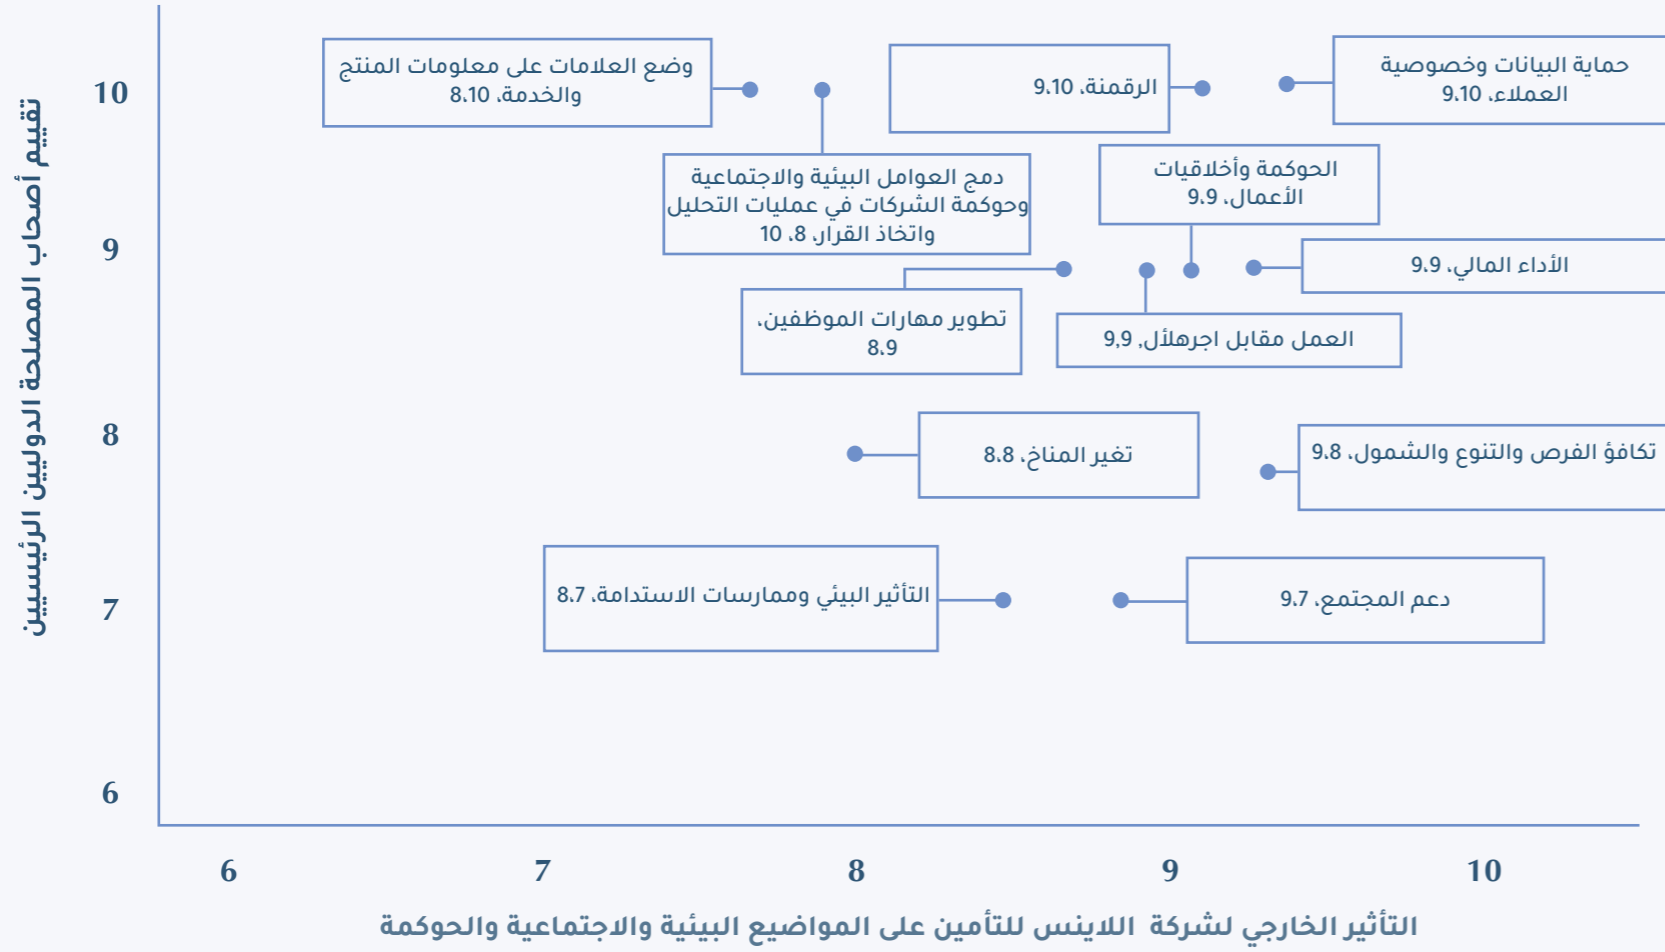 تقييم أصحاب المصلحة الدوليين الرئيسيين
10
9
8
7
6
وضع العلامات على معلومات المنتج
والخدمة، 8،10
الرقمنة، 9،10
حماية البيانات وخصوصية
العملاء، 9،10
دمج العوامل البيئية والاجتماعية
وحوكمة الشركات في عمليات التحليل
واتخاذ القرار، 8، 10
الحوكمة وأخلاقيات
الأعمال، 9،9
الأداء المالي، 9،9
تطوير مهارات الموظفين،
8،9
العمل مقابل اجرهلأل, 9,9
تغير المناخ، 8،8
تكافؤ الفرص والتنوع والشمول، 9،8
التأثير البيئي وممارسات الاستدامة، 8،7
دعم المجتمع، 9،7
6
7
8
9
10
التأثير الخارجي لشركة اللاينس للتأمين على المواضيع البيئية والاجتماعية والحوكمة